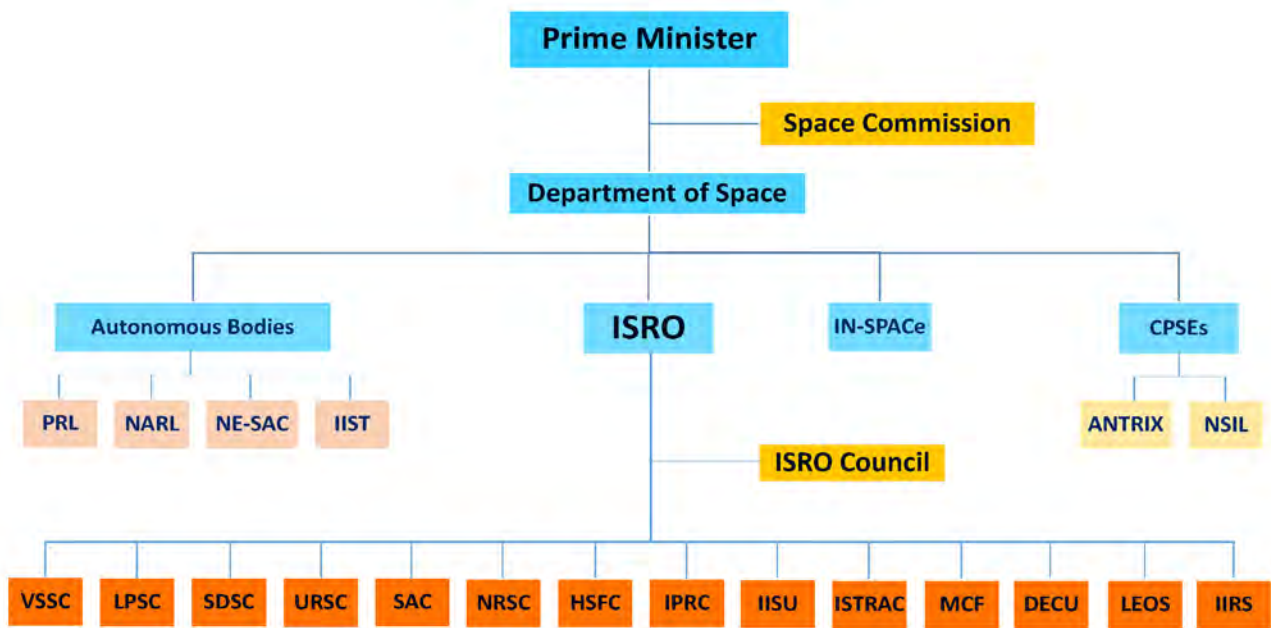 Prime Minister
Space Commission
Department of Space
Autonomous Bodies
ISRO
IN-SPACe
CPSEs
PRL
NARL
NE-SAC
IIST
ANTRIX
NSIL
ISRO Council
VSSC
LPSC
SDSC
URSC
SAC
NRSC
HSFC
IPRC
IISU
ISTRAC
MCF
DECU
LEOS
IIRS